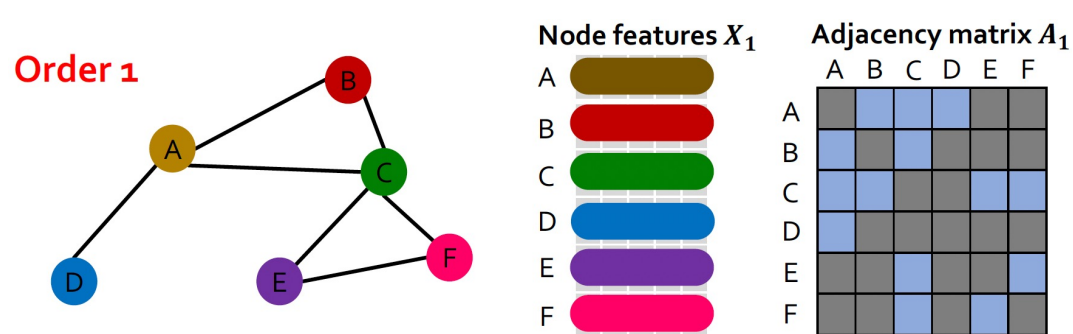 Order 1
B
A
C
F
D
E
Node features X₁
A
B
C
D
E
F
Adjacency matrix A₁
A B C D E F
A
B
C
D
E
F